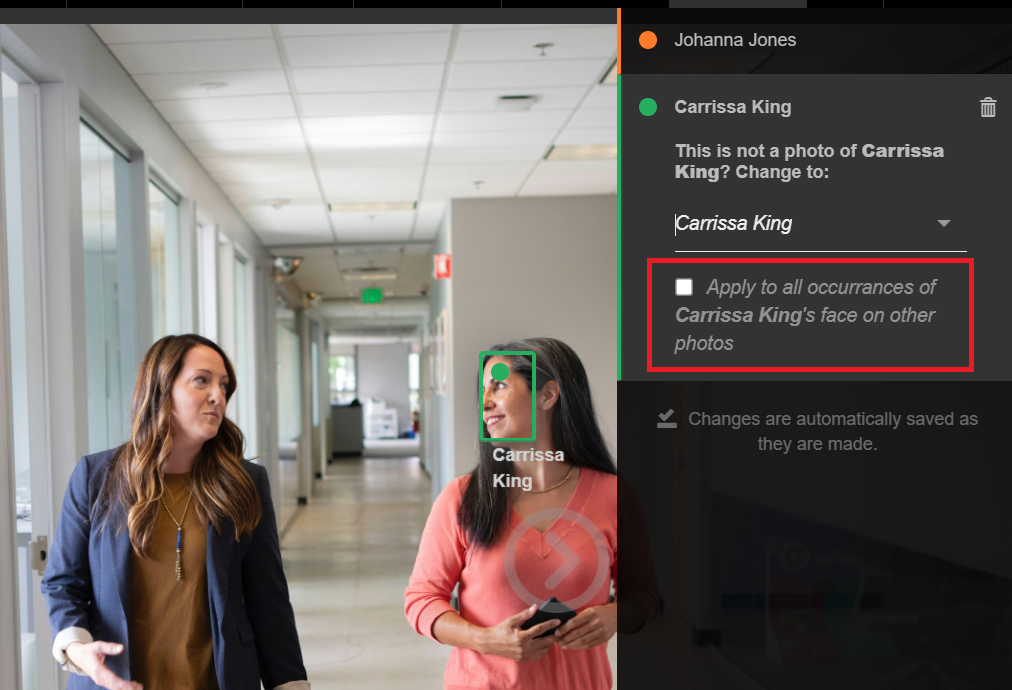 Johanna Jones
Carrissa King
This is not a photo of Carrissa
King? Change to:
Carrissa King
Apply to all occurrances of
Carrissa King's face on other
photos
Changes are automatically saved as
they are made.
Carrissa
King